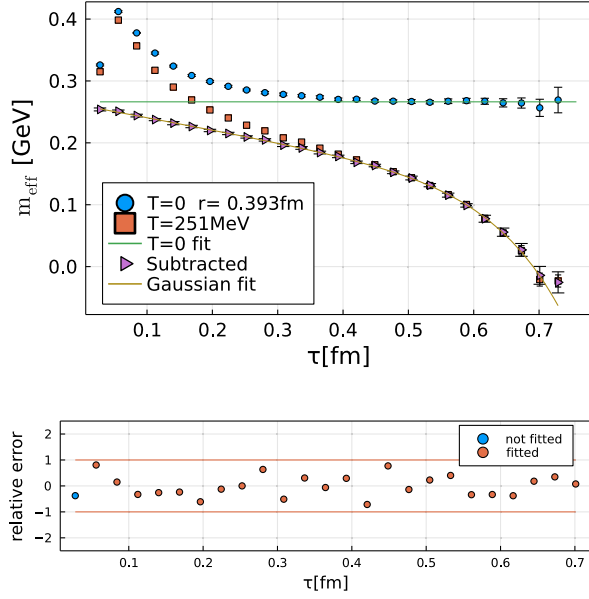 0.4
0.3
0.2
0.1
0.0
m_eff [GeV]
T=0 r= 0.393fm
T=251MeV
T=0 fit
Subtracted
Gaussian fit
0.1 0.2 0.3 0.4 0.5 0.6 0.7
τ[fm]
2
1
0
−1
−2
relative error
not fitted
fitted
0.1 0.2 0.3 0.4 0.5 0.6 0.7
τ[fm]